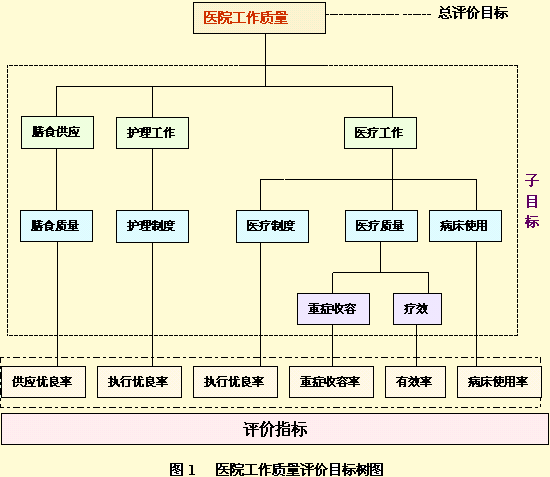 医院工作质量
总评价目标
膳食供应
护理工作
医疗工作
子目标
膳食质量
护理制度
医疗制度
医疗质量
病床使用
重症收容
疗效
供应优良率
执行优良率
执行优良率
重症收容率
有效率
病床使用率
评价指标
图 1 医院工作质量评价目标树图